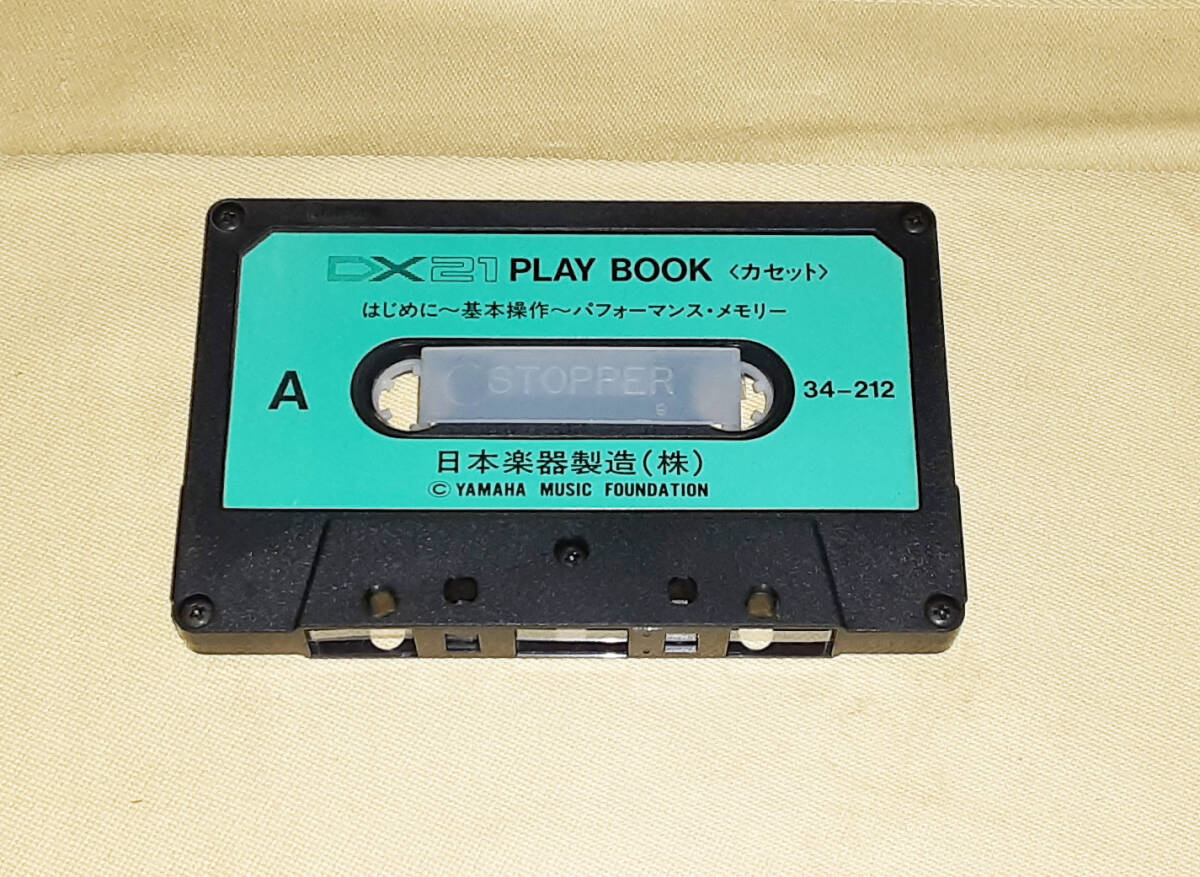 DX21 PLAY BOOK 〈カセット〉
はじめに～基本操作～パフォーマンス・メモリー
A
STOPPER
34-212
日本楽器製造(株)
© YAMAHA MUSIC FOUNDATION